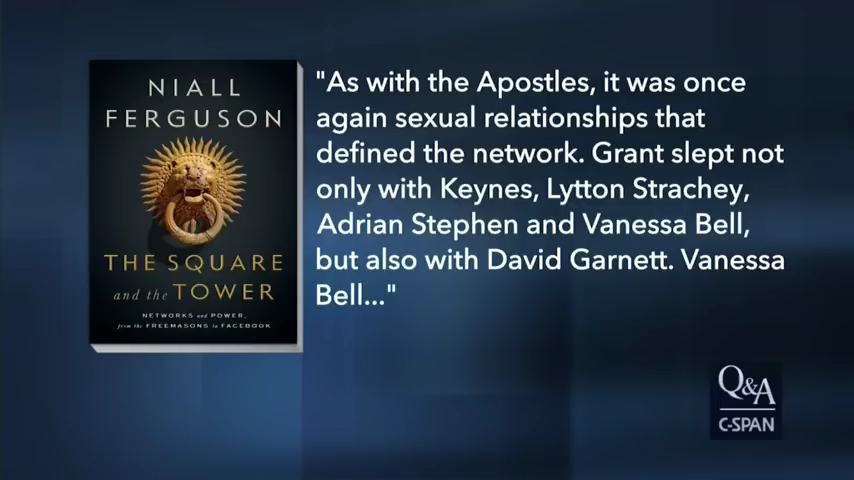 NIALL
FERGUSON
THE SQUARE
and the TOWER
NETWORKS and POWER,
from the FREEMASONS to FACEBOOK
"As with the Apostles, it was once
again sexual relationships that
defined the network. Grant slept not
only with Keynes, Lytton Strachey,
Adrian Stephen and Vanessa Bell,
but also with David Garnett. Vanessa
Bell..."
Q&A
C-SPAN